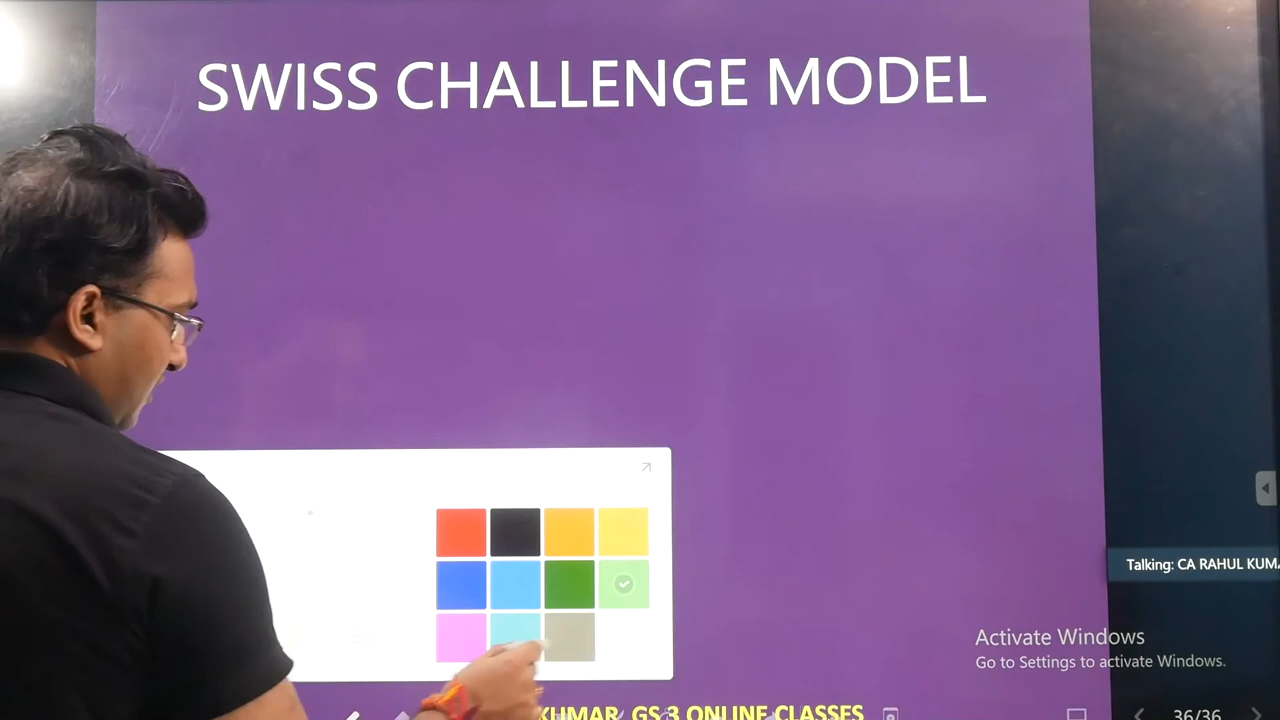 SWISS CHALLENGE MODEL
Talking: CA RAHUL KUM
Activate Windows
Go to Settings to activate Windows.
KUMAR GS 3 ONLINE CLASSES
36/36